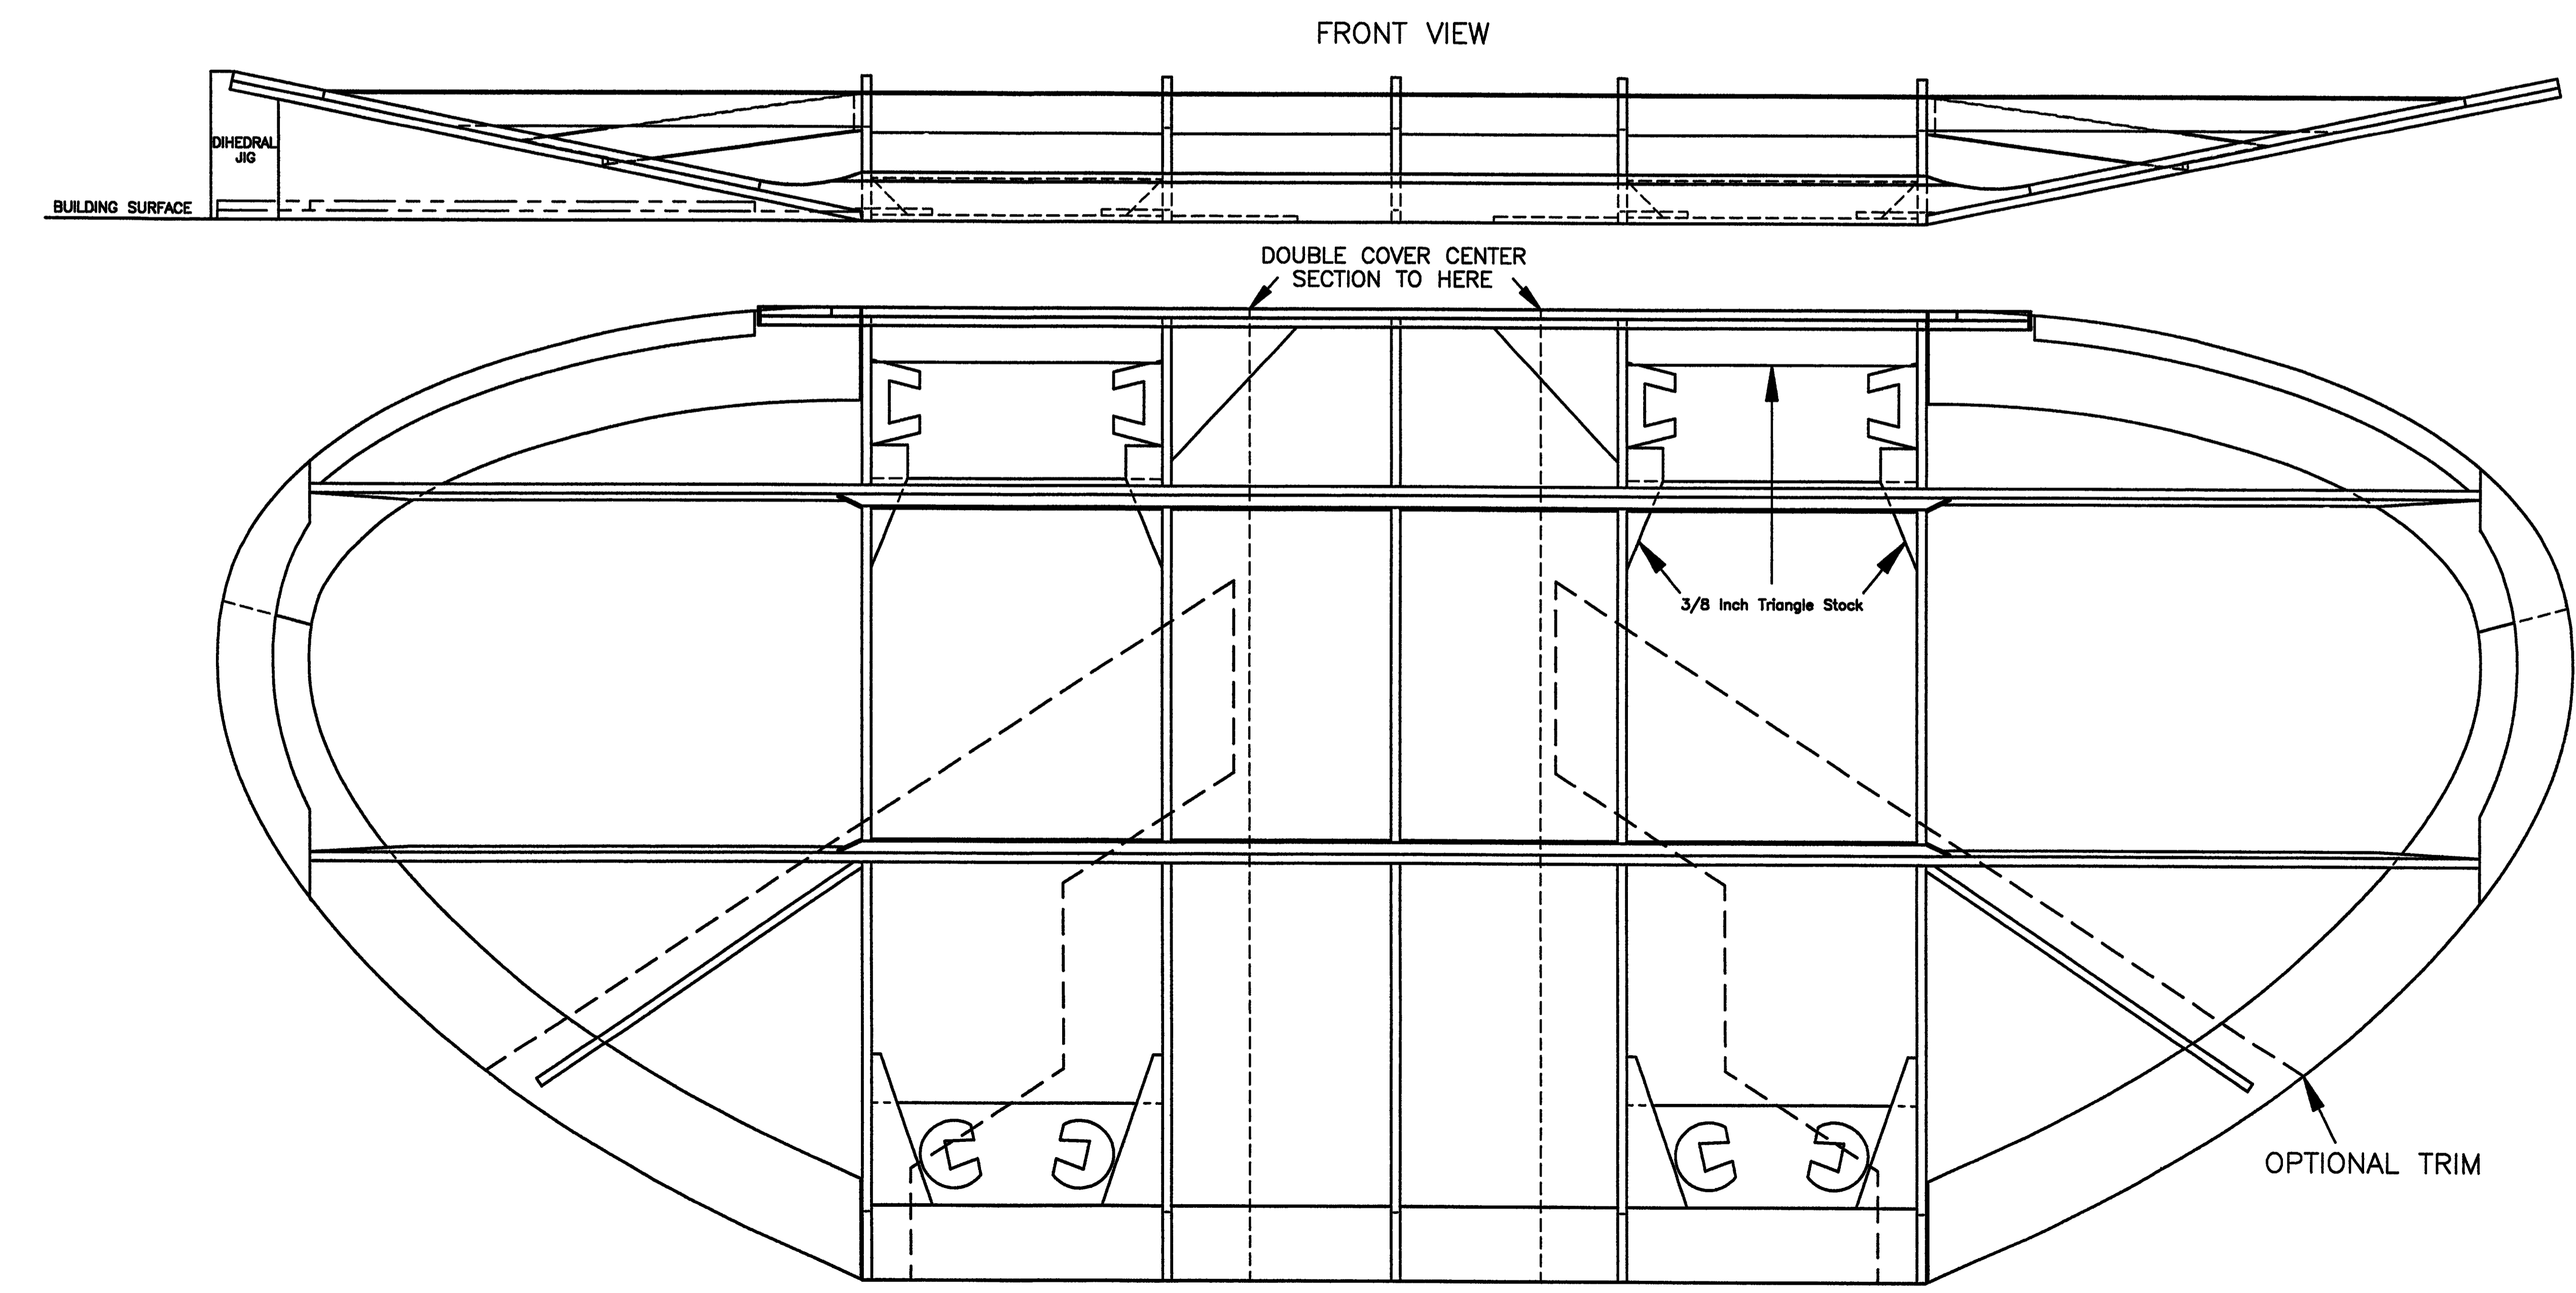 FRONT VIEW
DIHEDRAL
JIG
BUILDING SURFACE
DOUBLE COVER CENTER
SECTION TO HERE
3/8 Inch Triangle Stock
OPTIONAL TRIM